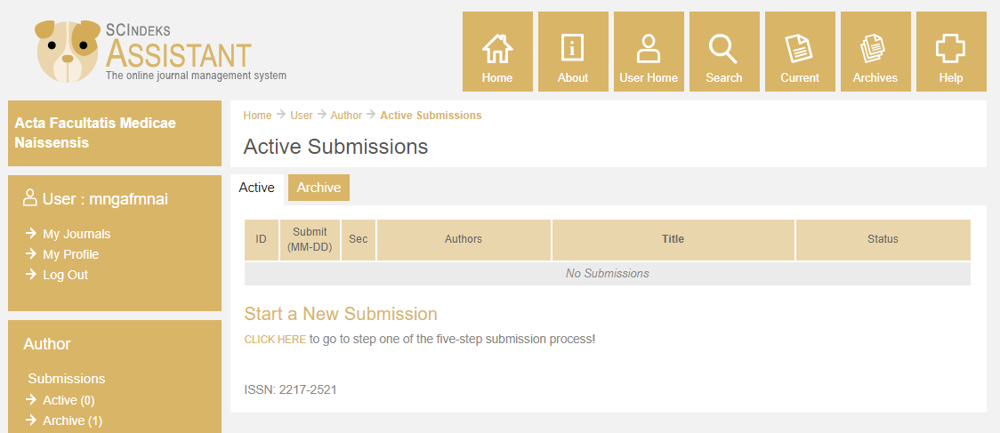 SCINDEKS
ASSISTANT
The online journal management system
Home
About
User Home
Search
Current
Archives
Help
Acta Facultatis Medicae
Naissensis
User : mngafmnai
My Journals
My Profile
Log Out
Author
Submissions
Active (0)
Archive (1)
Home User Author Active Submissions
Active Submissions
Active Archive
ID Submit (MM-DD) Sec Authors Title Status
No Submissions
Start a New Submission
CLICK HERE to go to step one of the five-step submission process!
ISSN: 2217-2521